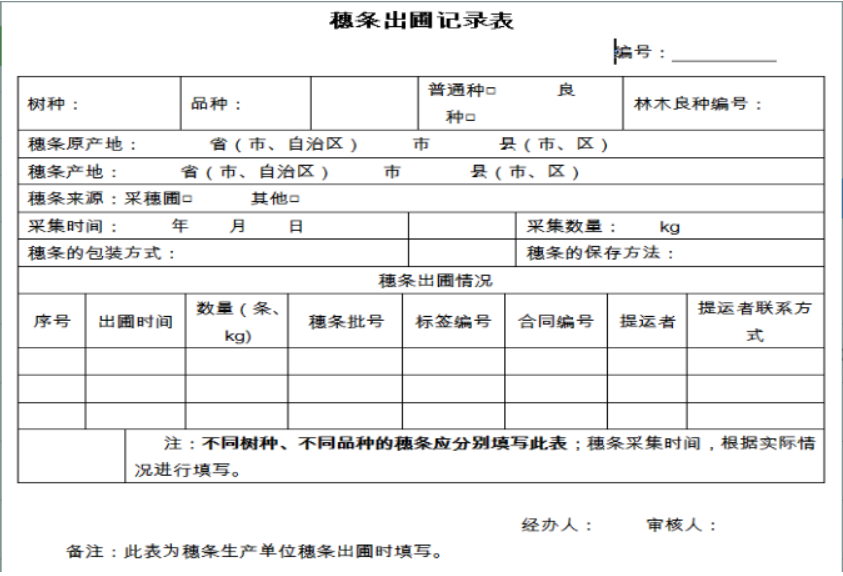 穗条出圃记录表
编号：
树种： 品种： 普通种□ 良种□ 林木良种编号：
穗条原产地： 省（市、自治区） 市 县（市、区）
穗条产地： 省（市、自治区） 市 县（市、区）
穗条来源：采穗圃□ 其他□
采集时间： 年 月 日 采集数量： kg
穗条的包装方式： 穗条的保存方法：
穗条出圃情况
序号 出圃时间 数量（条、kg) 穗条批号 标签编号 合同编号 提运者 提运者联系方式
注：不同树种、不同品种的穗条应分别填写此表；穗条采集时间，根据实际情
况进行填写。
经办人： 审核人：
备注：此表为穗条生产单位穗条出圃时填写。